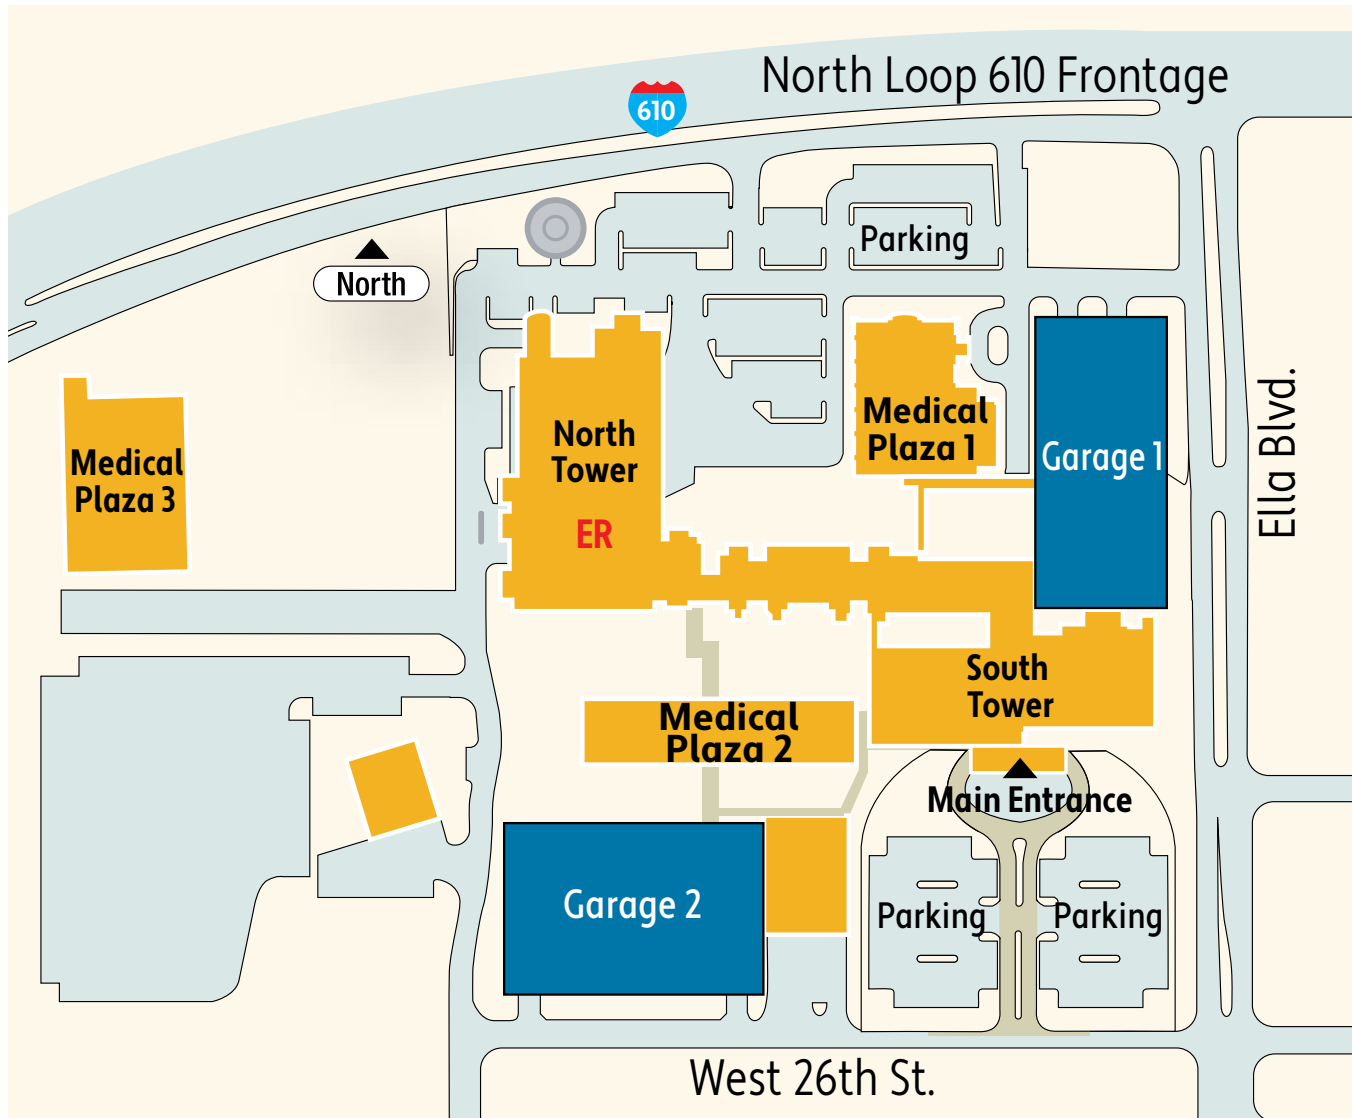 North Loop 610 Frontage
610
Parking
North
Ella Blvd.
Medical
Plaza 1
North
Tower
Garage 1
Medical
Plaza 3
ER
South
Tower
Medical
Plaza 2
Main Entrance
Garage 2
Parking
Parking
West 26th St.